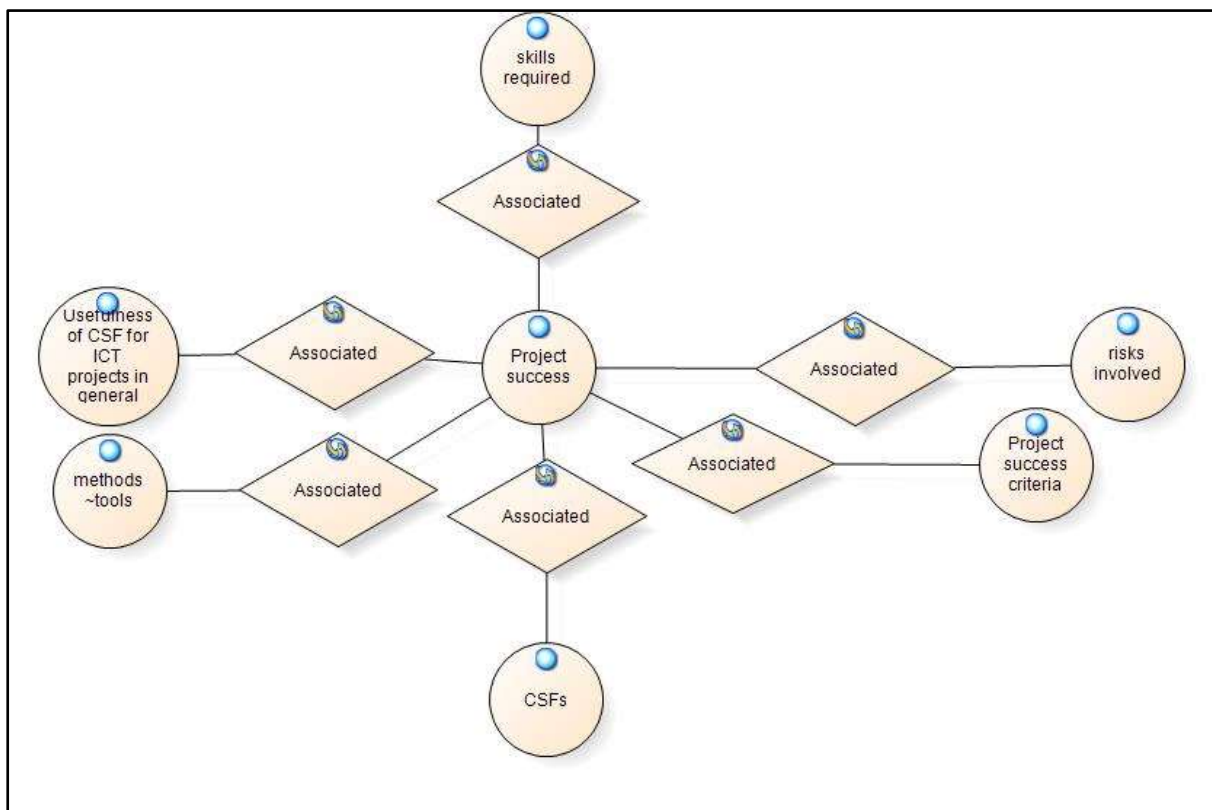 skills
required
Associated
Usefulness
of CSF for
ICT
projects in
general
Associated
Project
success
Associated
risks
involved
methods
~tools
Associated
Associated
Associated
Project
success
criteria
CSFs